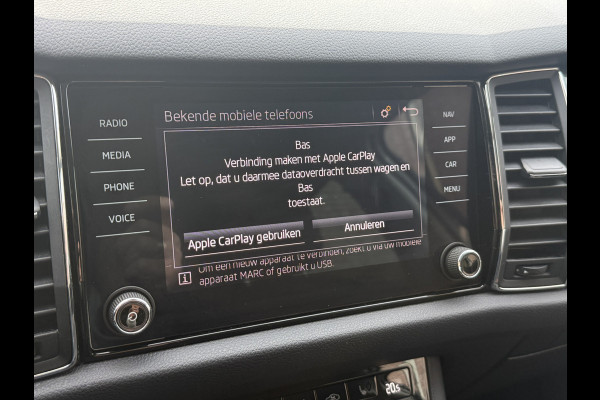 Bekende mobiele telefoons
RADIO
MEDIA
PHONE
VOICE
NAV
APP
CAR
MENU
Bas
Verbinding maken met Apple CarPlay
Let op, dat u daarmee dataoverdracht tussen wagen en
Bas
toestaat.
Apple CarPlay gebruiken
Annuleren
Om een nieuw apparaat te verbinden, zoekt u via uw mobiele
apparaat MARC of gebruikt u USB.
20.5